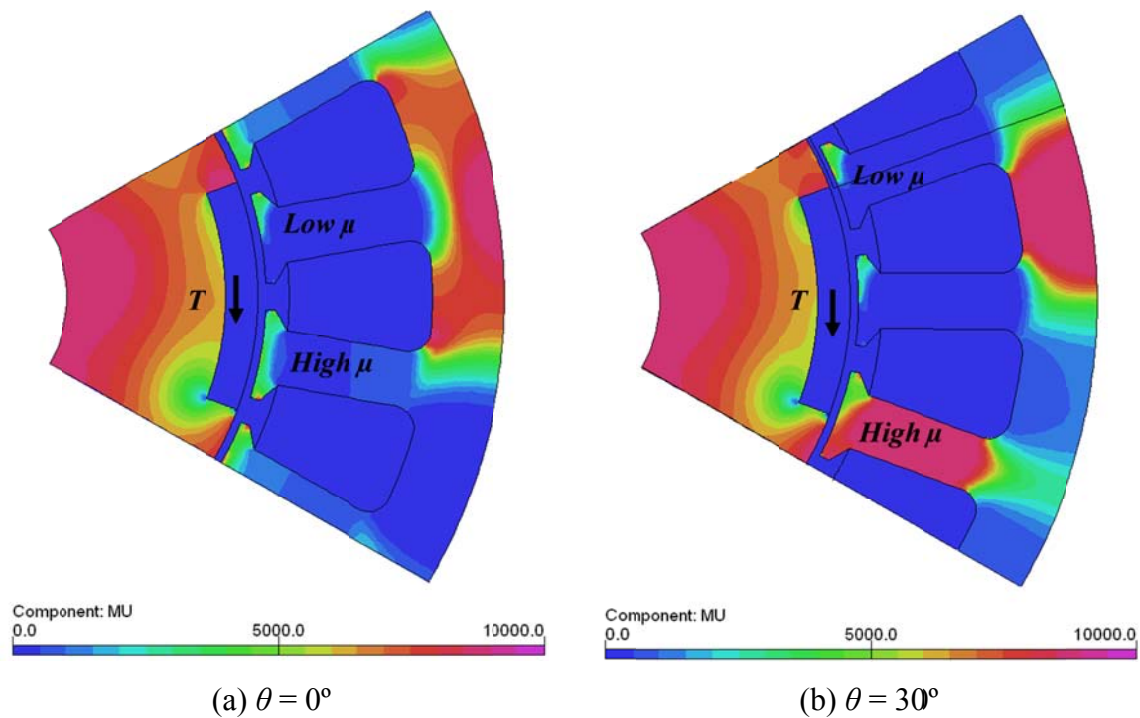 Low μ
T
High μ
Component: MU
0.0 5000.0 10000.0
(a) θ = 0º
Low μ
T
High μ
Component: MU
0.0 5000.0 10000.0
(b) θ = 30º